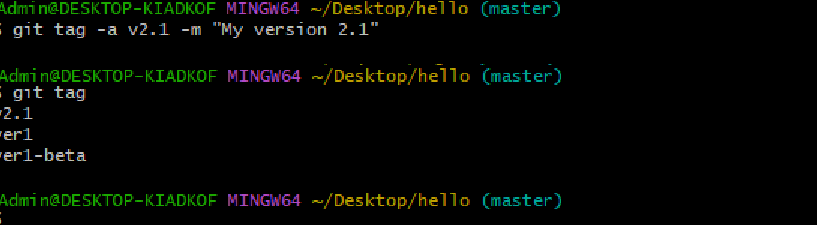 Admin@DESKTOP-KIADKOF MINGW64 ~/Desktop/hello (master)
$ git tag -a v2.1 -m "My version 2.1"
Admin@DESKTOP-KIADKOF MINGW64 ~/Desktop/hello (master)
$ git tag
v2.1
ver1
ver1-beta
Admin@DESKTOP-KIADKOF MINGW64 ~/Desktop/hello (master)
$